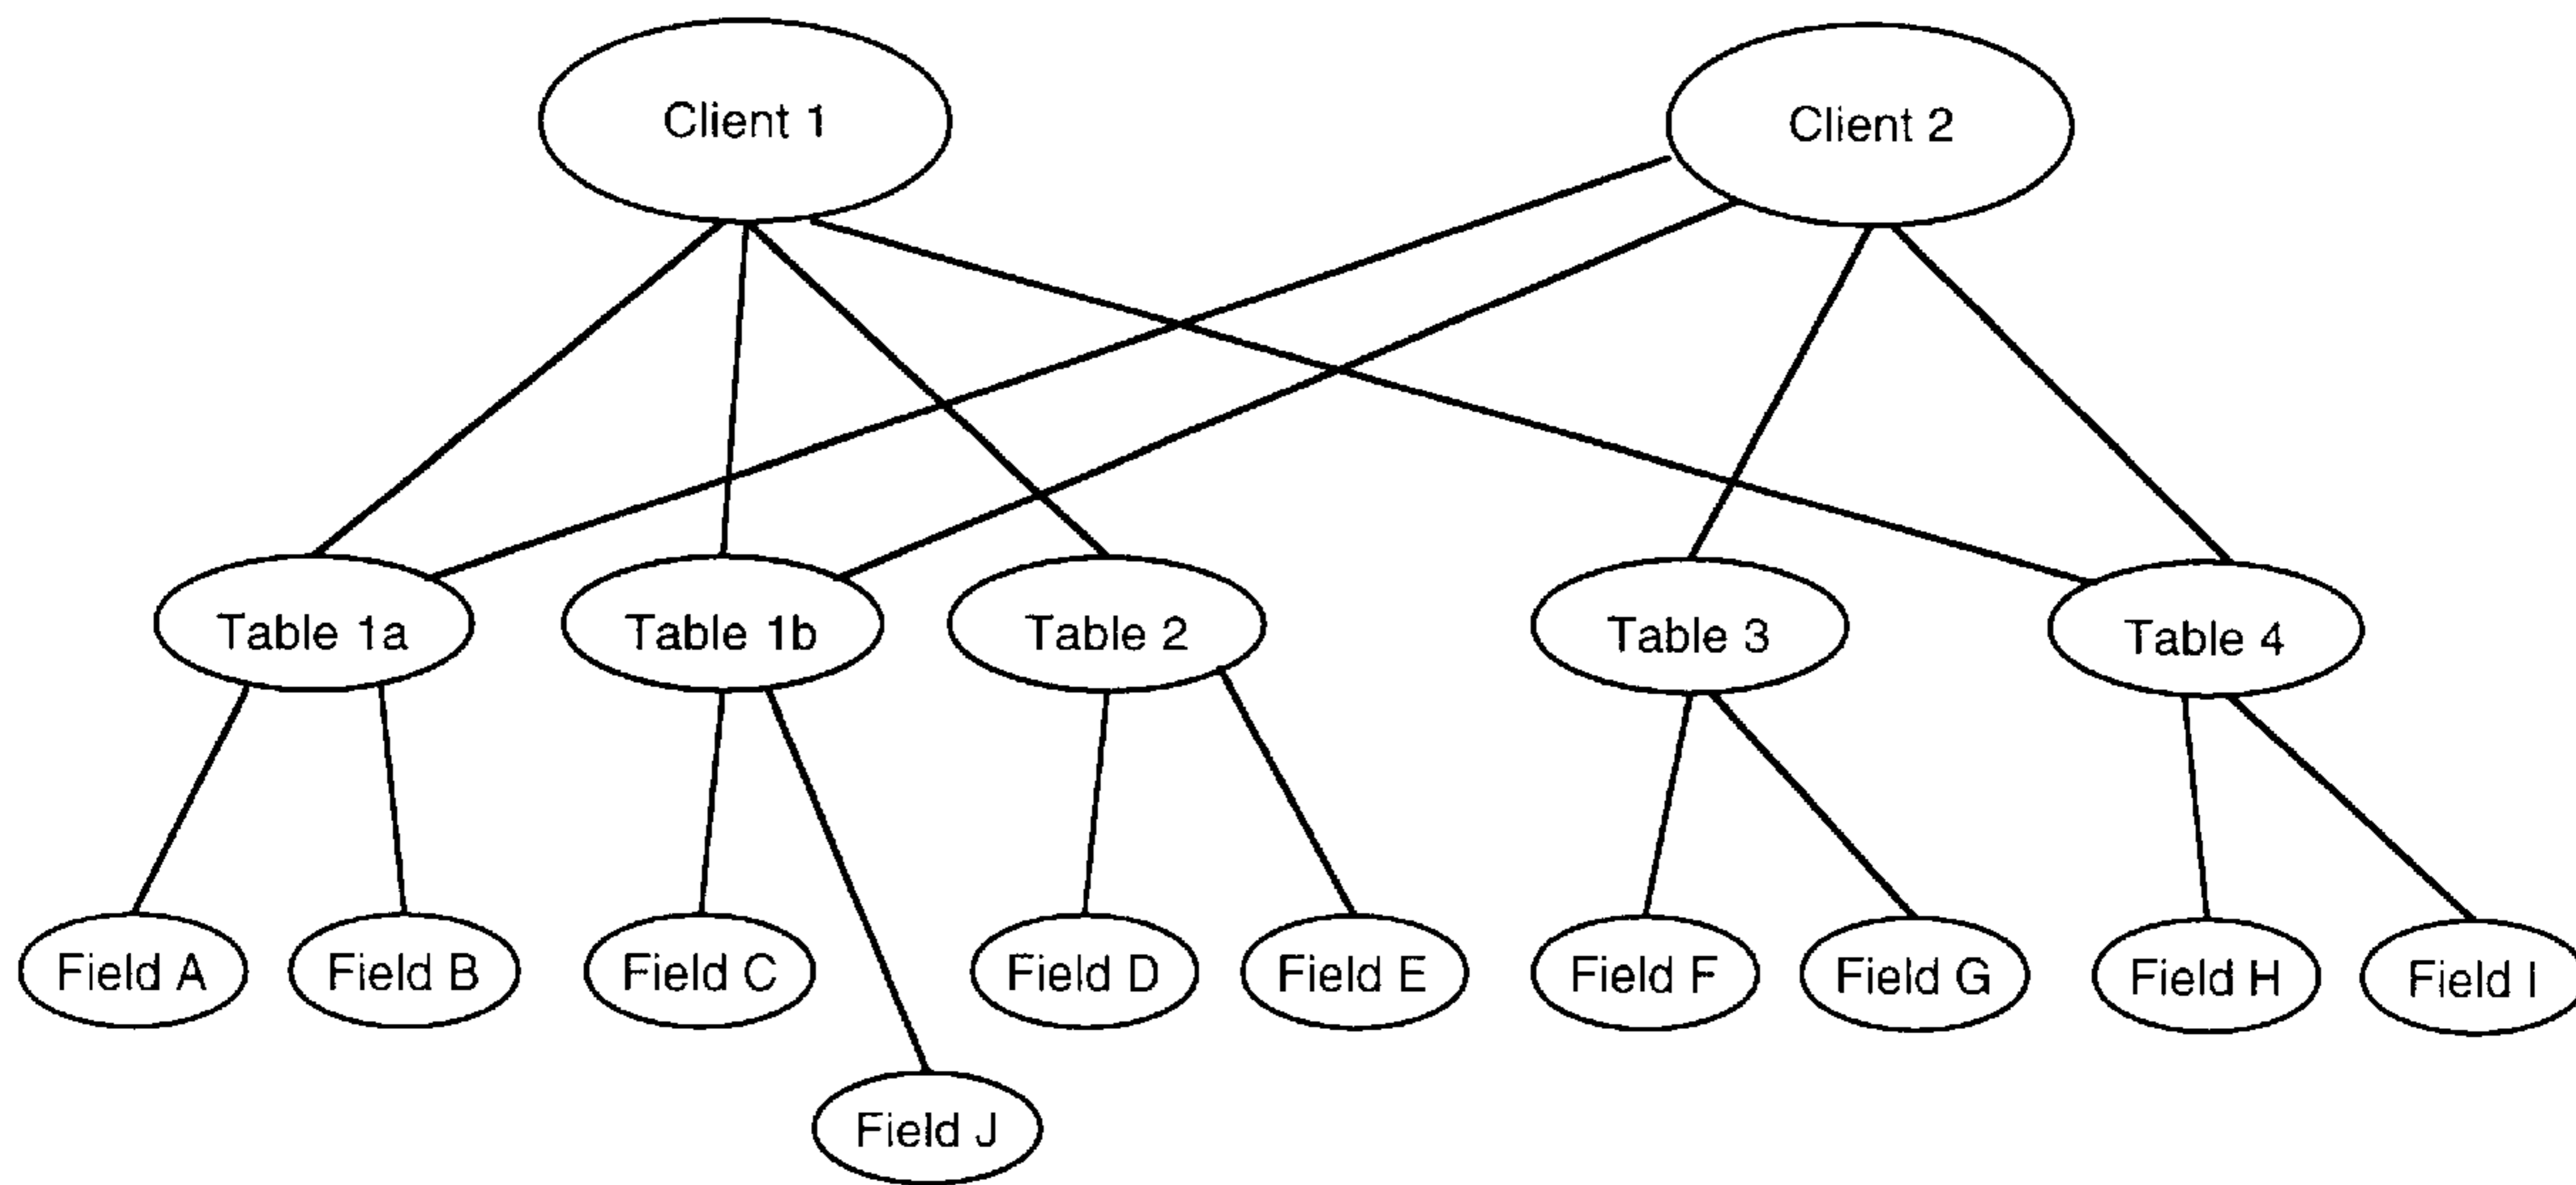 Client 1
Client 2
Table 1a
Table 1b
Table 2
Table 3
Table 4
Field A
Field B
Field C
Field D
Field E
Field F
Field G
Field H
Field I
Field J